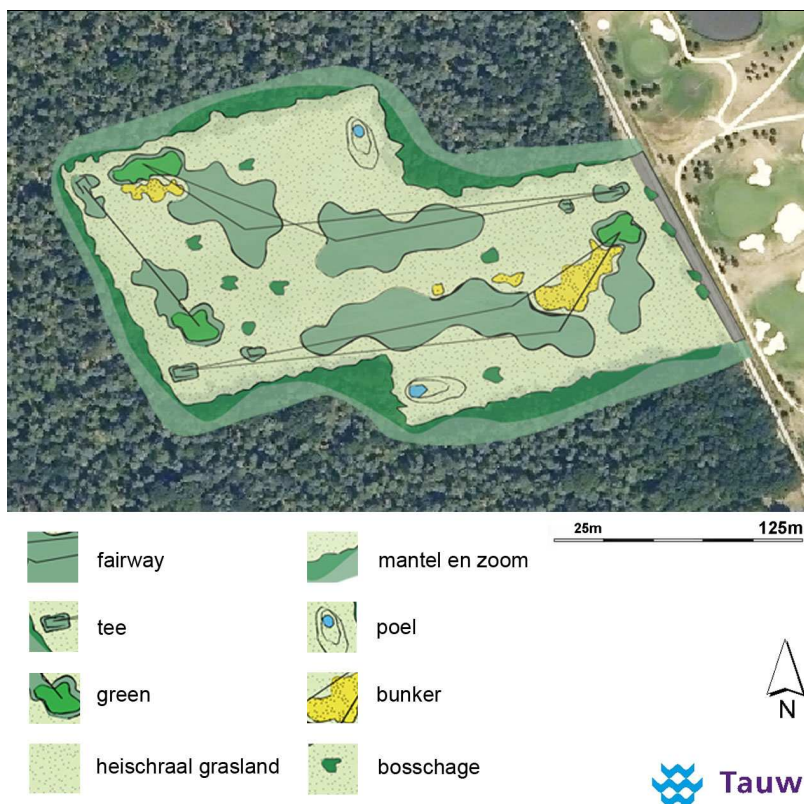 25m 125m
fairway
mantel en zoom
tee
poel
green
bunker
N
heischraal grasland
bosschage
Tauw